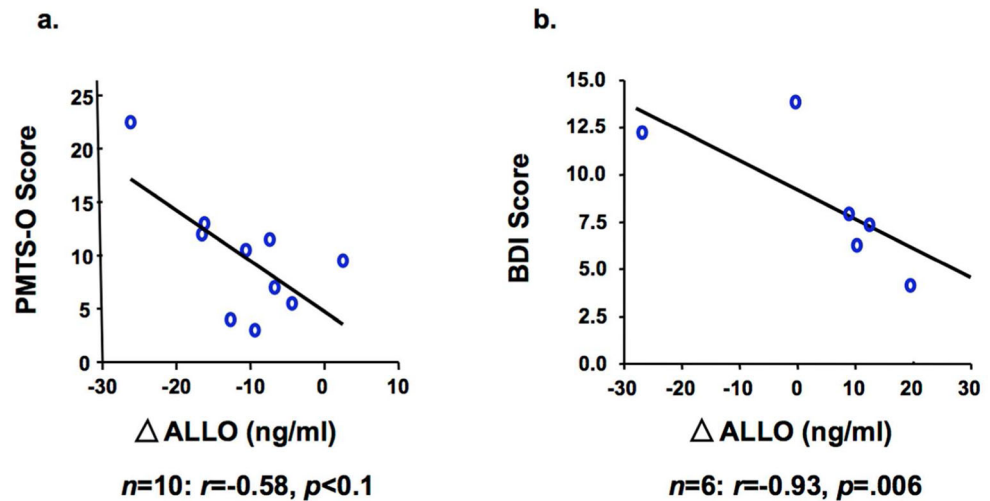 a.
PMTS-O Score
25
20
15
10
5
0
-30 -20 -10 0 10
△ ALLO (ng/ml)
n=10: r=-0.58, p<0.1
b.
BDI Score
15.0
12.5
10.0
7.5
5.0
2.5
0.0
-30 -20 -10 0 10 20 30
△ ALLO (ng/ml)
n=6: r=-0.93, p=.006